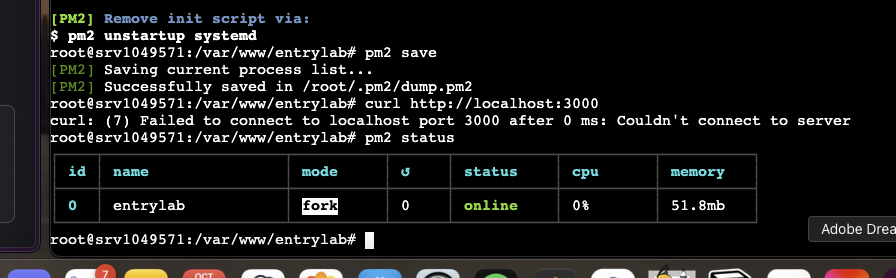 [PM2] Remove init script via:
$ pm2 unstartup systemd
root@srv1049571:/var/www/entrylab# pm2 save
[PM2] Saving current process list...
[PM2] Successfully saved in /root/.pm2/dump.pm2
root@srv1049571:/var/www/entrylab# curl http://localhost:3000
curl: (7) Failed to connect to localhost port 3000 after 0 ms: Couldn't connect to server
root@srv1049571:/var/www/entrylab# pm2 status
id name mode ↺ status cpu memory
0 entrylab fork 0 online 0% 51.8mb
root@srv1049571:/var/www/entrylab#
Adobe Drea
7
OCT